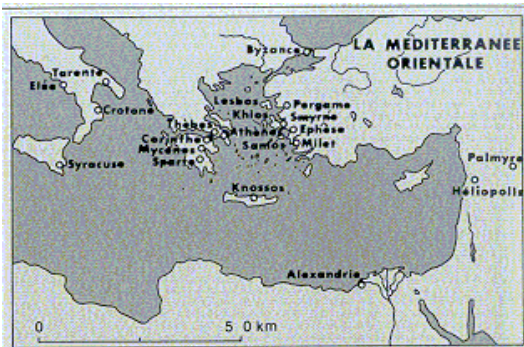 LA MEDITERRANEE
ORIENTALE
Byzance
Tarente
Elée
Crotone
Syracuse
Lesbos
Pergame
Khios
Smyrne
Thèbes
Athènes
Ephèse
Corinthe
Samos
Milet
Mycènes
Sparte
Knossos
Palmyre
Héliopolis
Alexandrie
0 5 0 km